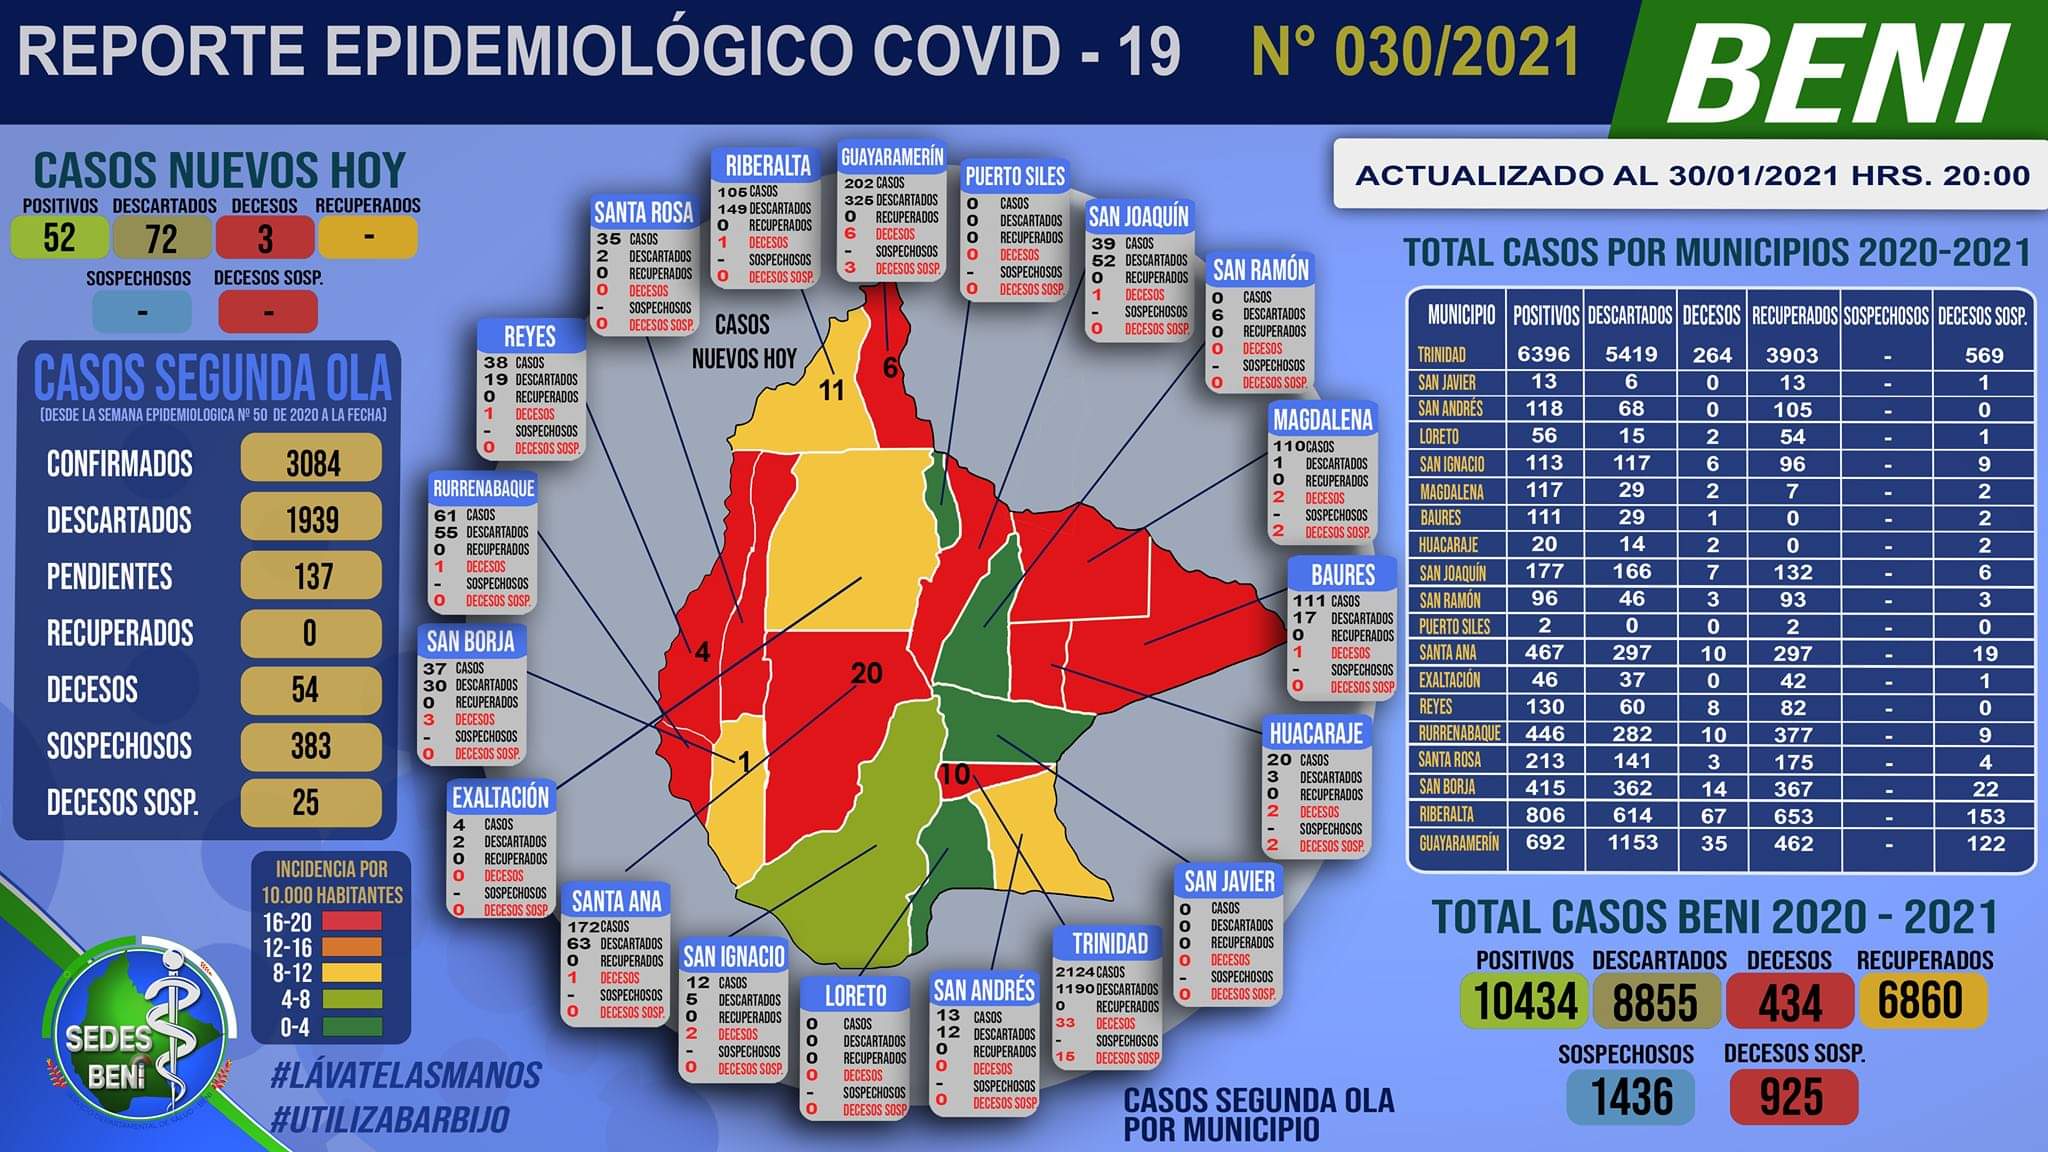 REPORTE EPIDEMIOLÓGICO COVID - 19 N° 030/2021
BENI
ACTUALIZADO AL 30/01/2021 HRS. 20:00
CASOS NUEVOS HOY
POSITIVOS DESCARTADOS DECESOS RECUPERADOS
52 72 3 -
SOSPECHOSOS DECESOS SOSP.
- -
CASOS SEGUNDA OLA
(DESDE LA SEMANA EPIDEMIOLOGICA Nº 50 DE 2020 A LA FECHA)
CONFIRMADOS 3084
DESCARTADOS 1939
PENDIENTES 137
RECUPERADOS 0
DECESOS 54
SOSPECHOSOS 383
DECESOS SOSP. 25
INCIDENCIA POR
10.000 HABITANTES
16-20
12-16
8-12
4-8
0-4
SEDES
BENI
#LÁVATELASMANOS
#UTILIZABARBIJO
CASOS
NUEVOS HOY
11
6
4
20
1
10
GUAYARAMERÍN
202 CASOS
325 DESCARTADOS
0 RECUPERADOS
6 DECESOS
- SOSPECHOSOS
3 DECESOS SOSP.
RIBERALTA
105 CASOS
149 DESCARTADOS
0 RECUPERADOS
1 DECESOS
- SOSPECHOSOS
0 DECESOS SOSP.
PUERTO SILES
0 CASOS
0 DESCARTADOS
0 RECUPERADOS
0 DECESOS
- SOSPECHOSOS
0 DECESOS SOSP.
SANTA ROSA
35 CASOS
2 DESCARTADOS
0 RECUPERADOS
0 DECESOS
- SOSPECHOSOS
0 DECESOS SOSP.
SAN JOAQUÍN
39 CASOS
52 DESCARTADOS
0 RECUPERADOS
1 DECESOS
- SOSPECHOSOS
0 DECESOS SOSP.
SAN RAMÓN
0 CASOS
6 DESCARTADOS
0 RECUPERADOS
0 DECESOS
- SOSPECHOSOS
0 DECESOS SOSP.
REYES
38 CASOS
19 DESCARTADOS
0 RECUPERADOS
1 DECESOS
- SOSPECHOSOS
0 DECESOS SOSP.
MAGDALENA
110 CASOS
1 DESCARTADOS
0 RECUPERADOS
2 DECESOS
- SOSPECHOSOS
2 DECESOS SOSP.
RURRENABAQUE
61 CASOS
55 DESCARTADOS
0 RECUPERADOS
1 DECESOS
- SOSPECHOSOS
0 DECESOS SOSP.
BAURES
111 CASOS
17 DESCARTADOS
0 RECUPERADOS
1 DECESOS
- SOSPECHOSOS
0 DECESOS SOSP.
SAN BORJA
37 CASOS
30 DESCARTADOS
0 RECUPERADOS
3 DECESOS
- SOSPECHOSOS
0 DECESOS SOSP.
HUACARAJE
20 CASOS
3 DESCARTADOS
0 RECUPERADOS
2 DECESOS
- SOSPECHOSOS
2 DECESOS SOSP.
EXALTACIÓN
4 CASOS
2 DESCARTADOS
0 RECUPERADOS
0 DECESOS
- SOSPECHOSOS
0 DECESOS SOSP
SAN JAVIER
0 CASOS
0 DESCARTADOS
0 RECUPERADOS
0 DECESOS
- SOSPECHOSOS
0 DECESOS SOSP.
SANTA ANA
172 CASOS
63 DESCARTADOS
0 RECUPERADOS
1 DECESOS
- SOSPECHOSOS
0 DECESOS SOSP.
SAN IGNACIO
12 CASOS
5 DESCARTADOS
0 RECUPERADOS
2 DECESOS
- SOSPECHOSOS
0 DECESOS SOSP.
LORETO
0 CASOS
0 DESCARTADOS
0 RECUPERADOS
0 DECESOS
- SOSPECHOSOS
0 DECESOS SOSP
SAN ANDRÉS
13 CASOS
12 DESCARTADOS
0 RECUPERADOS
0 DECESOS
- SOSPECHOSOS
0 DECESOS SOSP
TRINIDAD
2124 CASOS
1190 DESCARTADOS
0 RECUPERADOS
33 DECESOS
- SOSPECHOSOS
15 DECESOS SOSP
CASOS SEGUNDA OLA
POR MUNICIPIO
TOTAL CASOS POR MUNICIPIOS 2020-2021
MUNICIPIO POSITIVOS DESCARTADOS DECESOS RECUPERADOS SOSPECHOSOS DECESOS SOSP.
TRINIDAD 6396 5419 264 3903 - 569
SAN JAVIER 13 6 0 13 - 1
SAN ANDRÉS 118 68 0 105 - 0
LORETO 56 15 2 54 - 1
SAN IGNACIO 113 117 6 96 - 9
MAGDALENA 117 29 2 7 - 2
BAURES 111 29 1 0 - 2
HUACARAJE 20 14 2 0 - 2
SAN JOAQUÍN 177 166 7 132 - 6
SAN RAMÓN 96 46 3 93 - 3
PUERTO SILES 2 0 0 2 - 0
SANTA ANA 467 297 10 297 - 19
EXALTACIÓN 46 37 0 42 - 1
REYES 130 60 8 82 - 0
RURRENABAQUE 446 282 10 377 - 9
SANTA ROSA 213 141 3 175 - 4
SAN BORJA 415 362 14 367 - 22
RIBERALTA 806 614 67 653 - 153
GUAYARAMERÍN 692 1153 35 462 - 122
TOTAL CASOS BENI 2020 - 2021
POSITIVOS DESCARTADOS DECESOS RECUPERADOS
10434 8855 434 6860
SOSPECHOSOS DECESOS SOSP.
1436 925